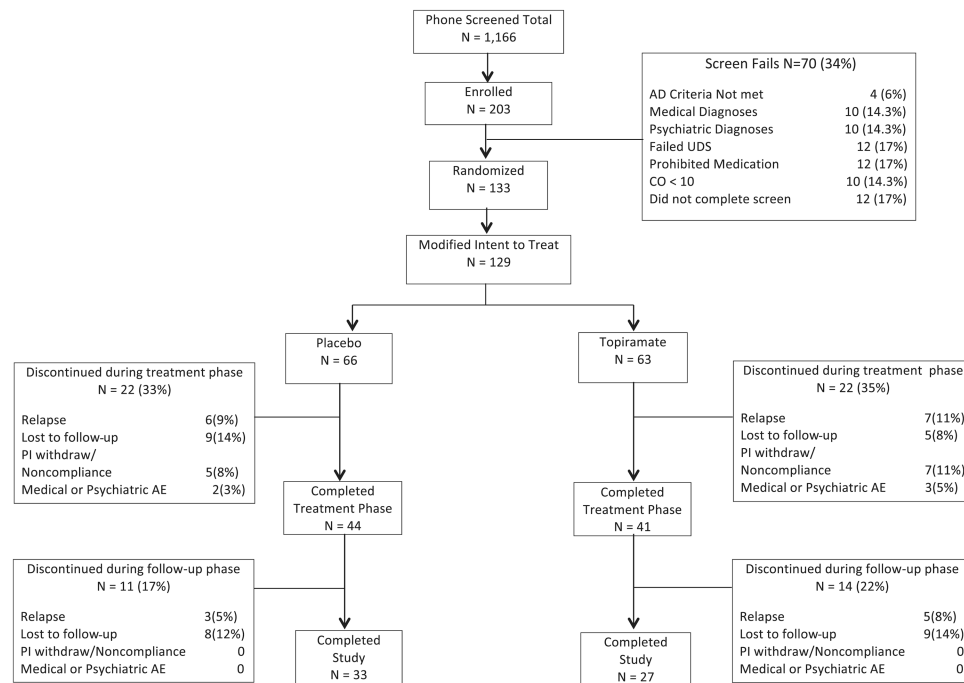 Phone Screened Total
N = 1,166
Screen Fails N=70 (34%)
AD Criteria Not met 4 (6%)
Medical Diagnoses 10 (14.3%)
Psychiatric Diagnoses 10 (14.3%)
Failed UDS 12 (17%)
Prohibited Medication 12 (17%)
CO < 10 10 (14.3%)
Did not complete screen 12 (17%)
Enrolled
N = 203
Randomized
N = 133
Modified Intent to Treat
N = 129
Placebo
N = 66
Topiramate
N = 63
Discontinued during treatment phase
N = 22 (33%)
Relapse 6(9%)
Lost to follow-up 9(14%)
PI withdraw/
Noncompliance 5(8%)
Medical or Psychiatric AE 2(3%)
Discontinued during treatment phase
N = 22 (35%)
Relapse 7(11%)
Lost to follow-up 5(8%)
PI withdraw/
Noncompliance 7(11%)
Medical or Psychiatric AE 3(5%)
Completed
Treatment Phase
N = 44
Completed
Treatment Phase
N = 41
Discontinued during follow-up phase
N = 11 (17%)
Relapse 3(5%)
Lost to follow-up 8(12%)
PI withdraw/Noncompliance 0
Medical or Psychiatric AE 0
Discontinued during follow-up phase
N = 14 (22%)
Relapse 5(8%)
Lost to follow-up 9(14%)
PI withdraw/Noncompliance 0
Medical or Psychiatric AE 0
Completed
Study
N = 33
Completed
Study
N = 27